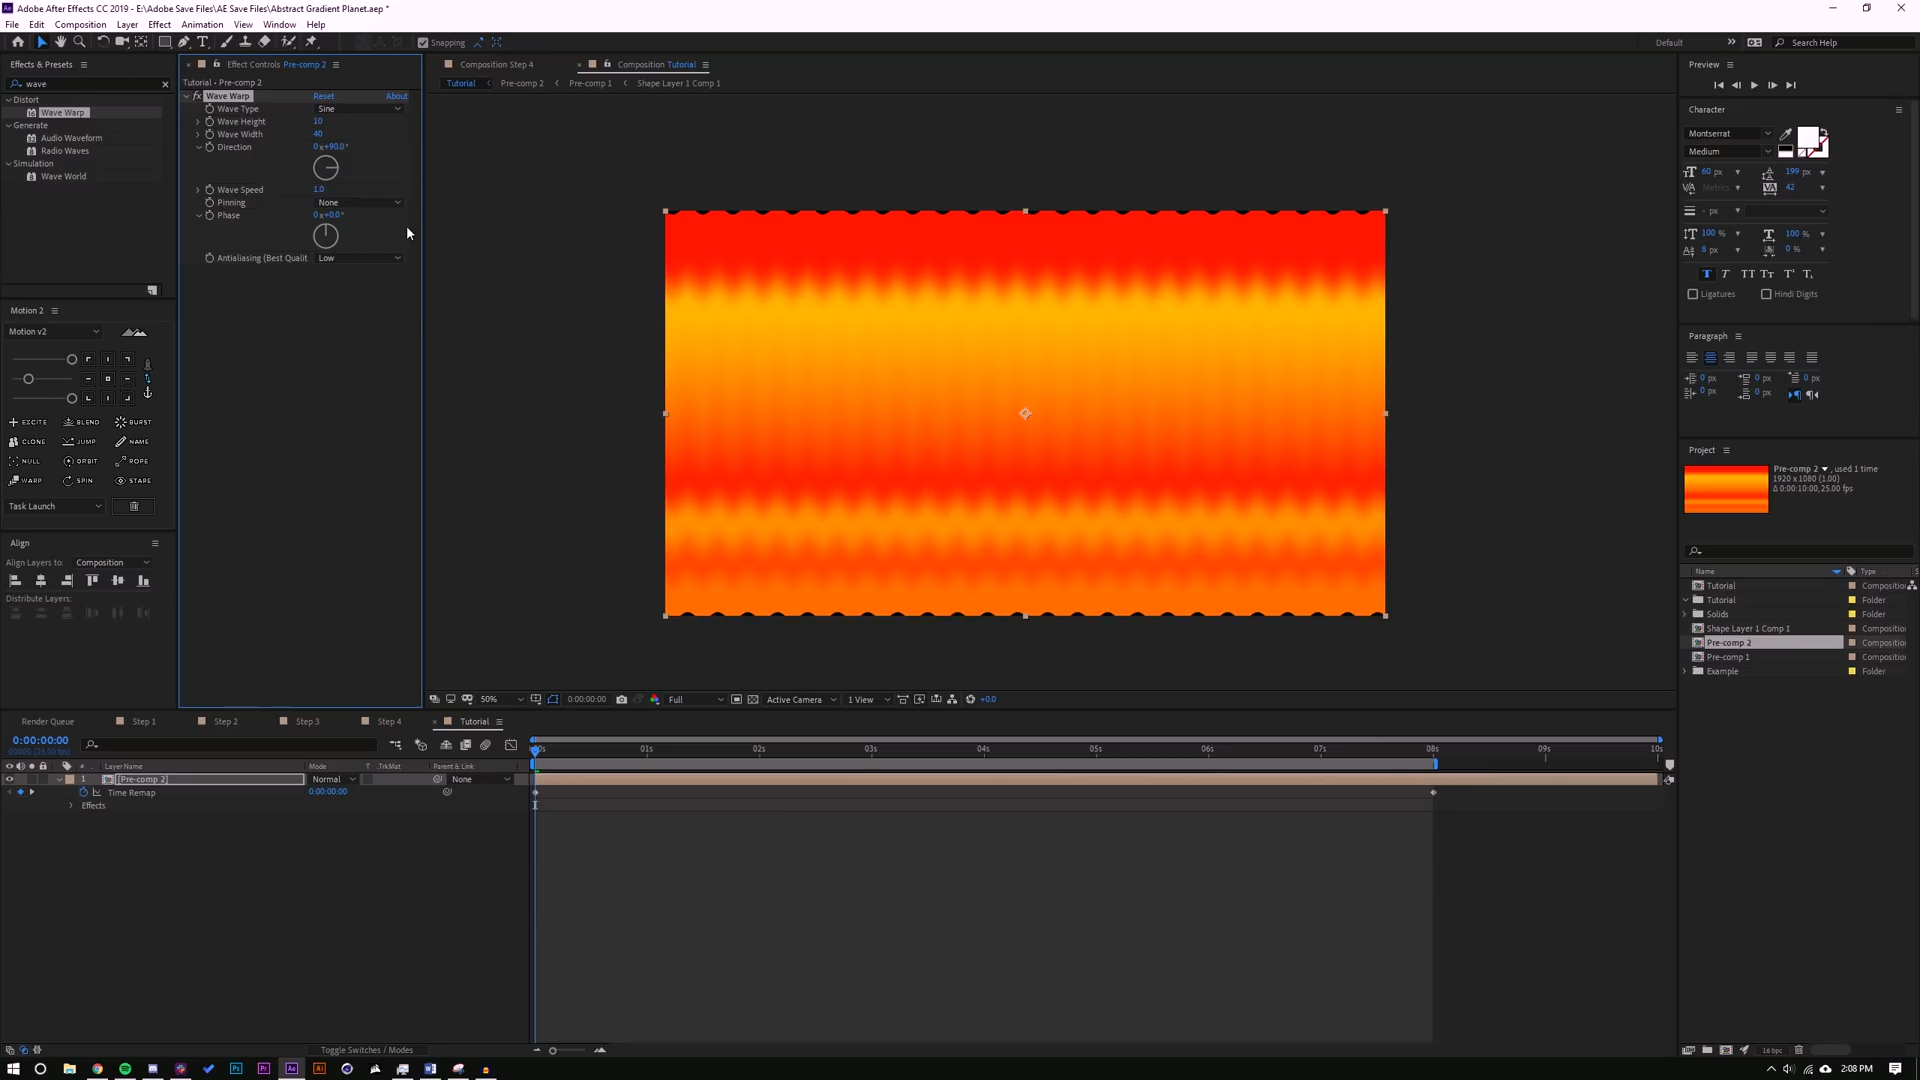 Adobe After Effects CC 2019 - E:\Adobe Save Files\AE Save Files\Abstract Gradient Planet.aep *
File Edit Composition Layer Effect Animation View Window Help
Snapping
Default
Search Help
Effects & Presets
wave
Distort
Wave Warp
Generate
Audio Waveform
Radio Waves
Simulation
Wave World
Effect Controls Pre-comp 2
Tutorial • Pre-comp 2
fx Wave Warp Reset About
Wave Type Sine
Wave Height 10
Wave Width 40
Direction 0x+90.0°
Wave Speed 1.0
Pinning None
Phase 0x+0.0°
Antialiasing (Best Qualit Low
Composition Step 4
Composition Tutorial
Tutorial Pre-comp 2 Pre-comp 1 Shape Layer 1 Comp 1
Motion 2
Motion v2
EXCITE BLEND BURST
CLONE JUMP NAME
NULL ORBIT ROPE
WARP SPIN STARE
Task Launch
Align
Align Layers to: Composition
Distribute Layers:
50% 0:00:00:00 Full Active Camera 1 View +0.0
Preview
Character
Montserrat
Medium
60 px 199 px
Metrics 42
- px
100 % 100 %
8 px 0 %
Ligatures Hindi Digits
Paragraph
0 px 0 px 0 px
0 px 0 px
Project
Pre-comp 2 , used 1 time
1920 x 1080 (1.00)
Δ 0:00:10:00, 25.00 fps
Name Type
Tutorial Composition
Tutorial Folder
Solids Folder
Shape Layer 1 Comp 1 Composition
Pre-comp 2 Composition
Pre-comp 1 Composition
Example Folder
16 bpc
Render Queue Step 1 Step 2 Step 3 Step 4 Tutorial
0:00:00:00
00000 (25.00 fps)
# Layer Name Mode T .TrkMat Parent & Link
1 [Pre-comp 2] Normal None
Time Remap 0:00:00:00
Effects
01s 02s 03s 04s 05s 06s 07s 08s 09s 10s
Toggle Switches / Modes
2:08 PM